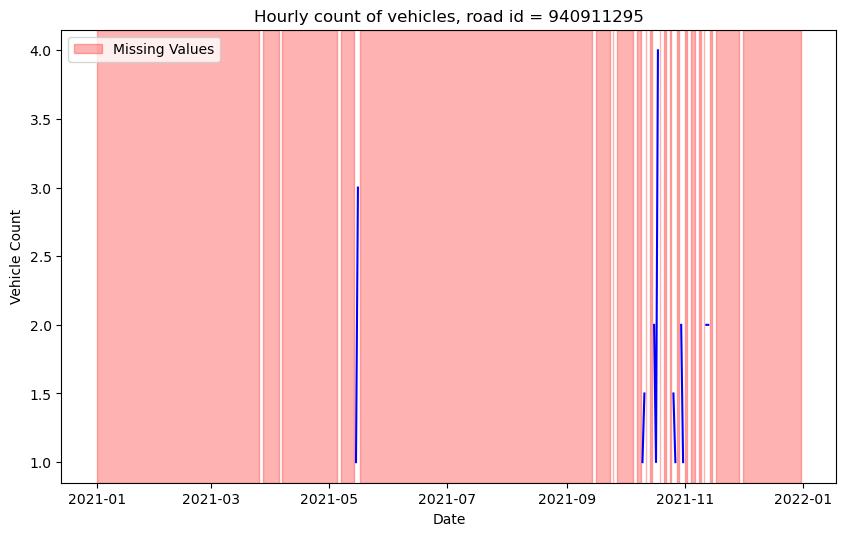 Hourly count of vehicles, road id = 940911295
Missing Values
Vehicle Count
4.0
3.5
3.0
2.5
2.0
1.5
1.0
2021-01 2021-03 2021-05 2021-07 2021-09 2021-11 2022-01
Date